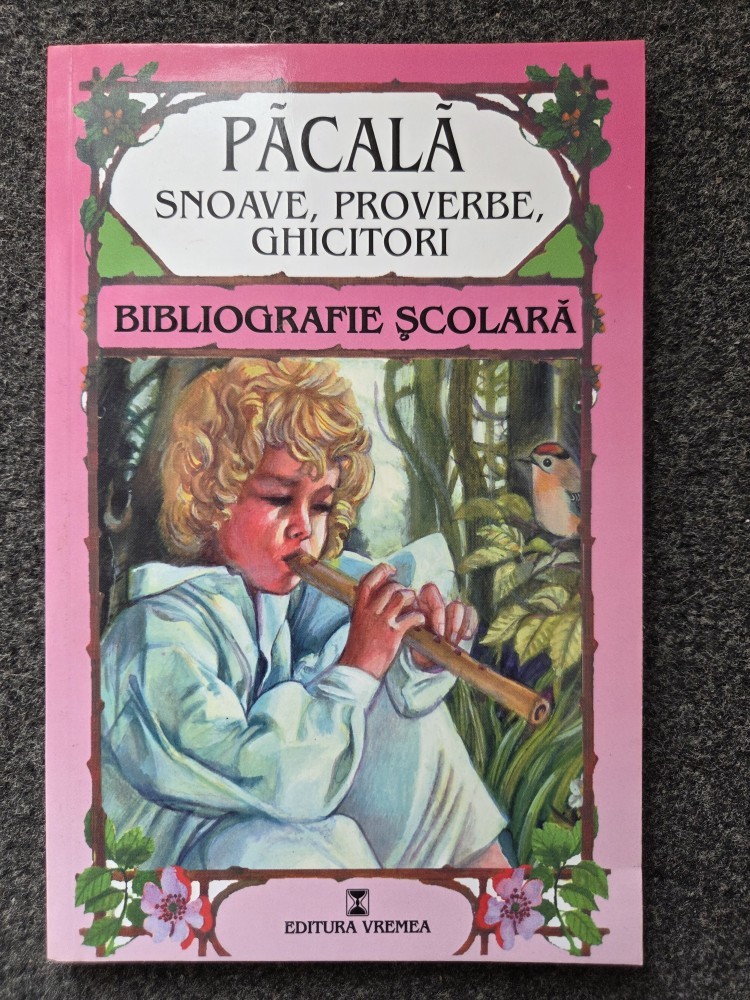 PÃCALÃ
SNOAVE, PROVERBE,
GHICITORI
BIBLIOGRAFIE ŞCOLARĂ
EDITURA VREMEA